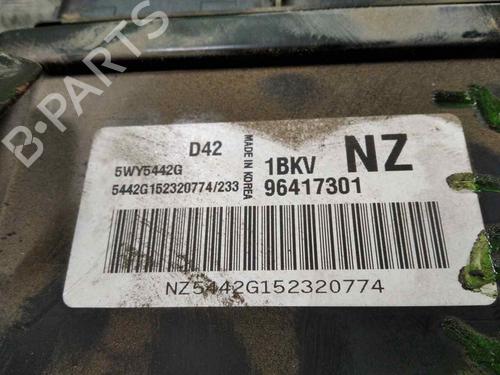 B-PARTS
D42
5WY5442G
5442G152320774/233
MADE IN KOREA
1BKV
NZ
96417301
NZ5442G152320774